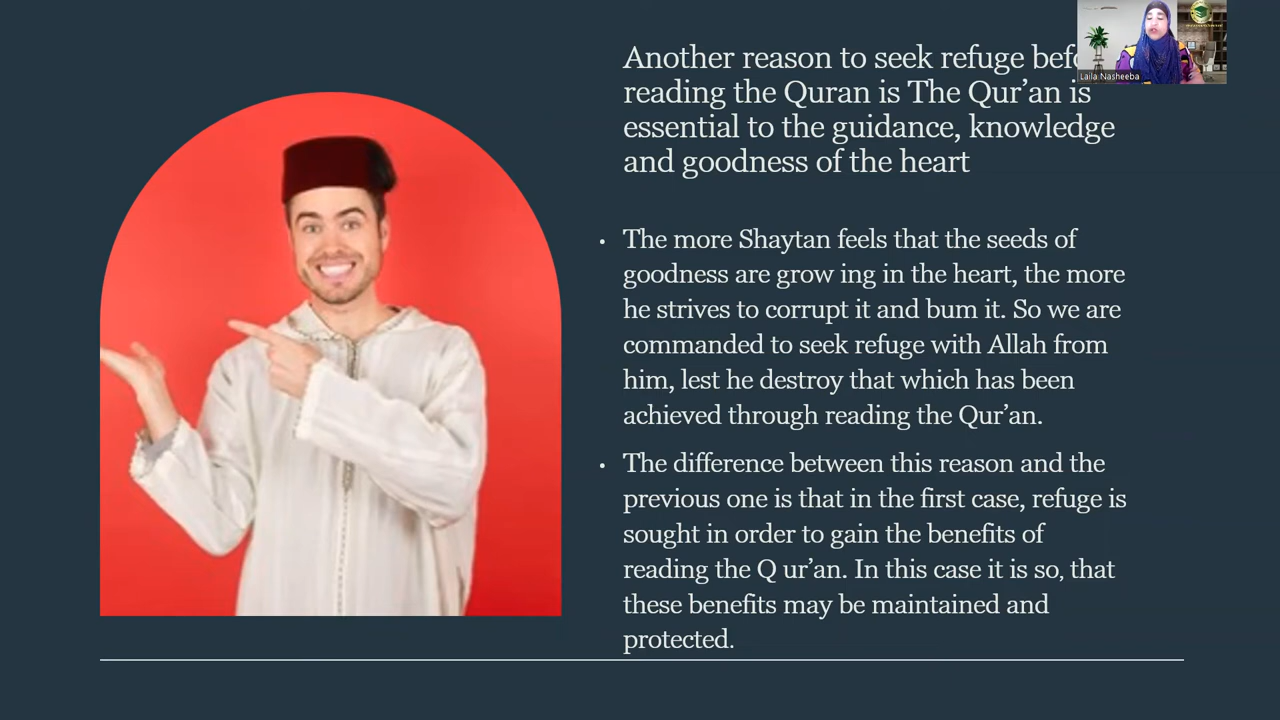 Another reason to seek refuge
reading the Quran is The Qur’an is
essential to the guidance, knowledge
and goodness of the heart
• The more Shaytan feels that the seeds of
goodness are grow ing in the heart, the more
he strives to corrupt it and bum it. So we are
commanded to seek refuge with Allah from
him, lest he destroy that which has been
achieved through reading the Qur’an.
• The difference between this reason and the
previous one is that in the first case, refuge is
sought in order to gain the benefits of
reading the Q ur’an. In this case it is so, that
these benefits may be maintained and
protected.
Laila Nasheeba